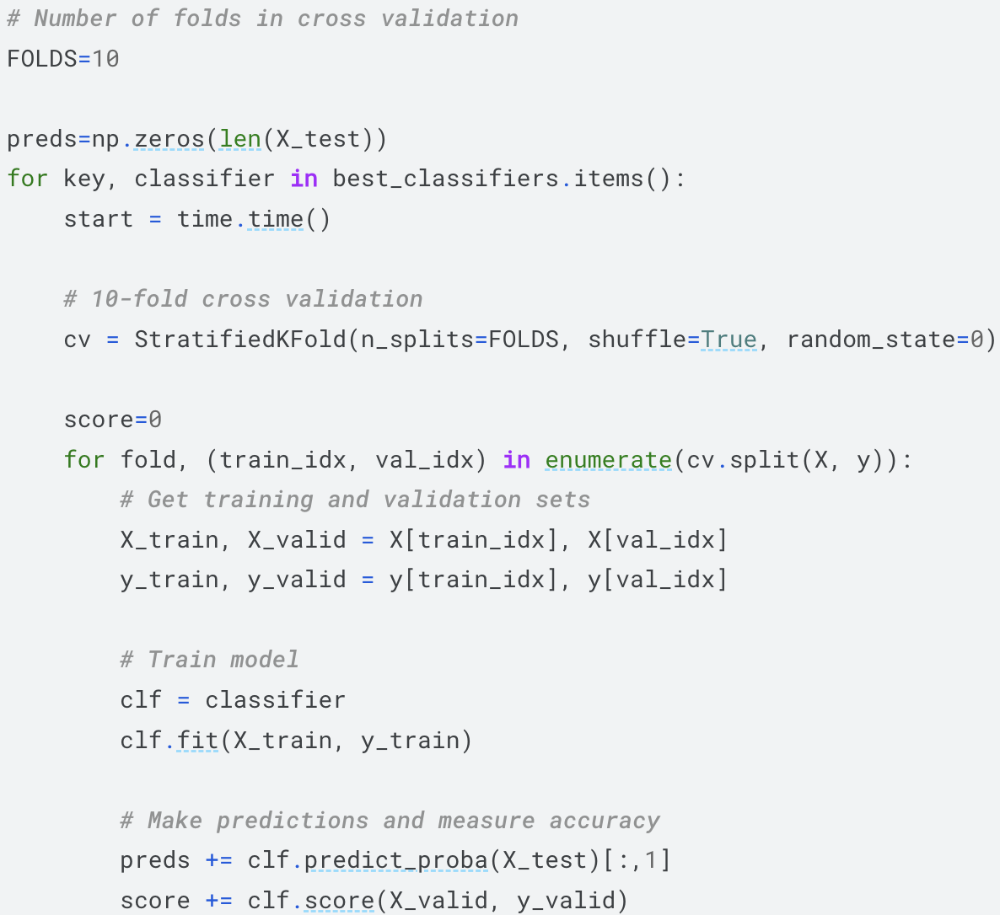 # Number of folds in cross validation
FOLDS=10
preds=np.zeros(len(X_test))
for key, classifier in best_classifiers.items():
    start = time.time()
    # 10-fold cross validation
    cv = StratifiedKFold(n_splits=FOLDS, shuffle=True, random_state=0)
    score=0
    for fold, (train_idx, val_idx) in enumerate(cv.split(X, y)):
        # Get training and validation sets
        X_train, X_valid = X[train_idx], X[val_idx]
        y_train, y_valid = y[train_idx], y[val_idx]
        # Train model
        clf = classifier
        clf.fit(X_train, y_train)
        # Make predictions and measure accuracy
        preds += clf.predict_proba(X_test)[:,1]
        score += clf.score(X_valid, y_valid)